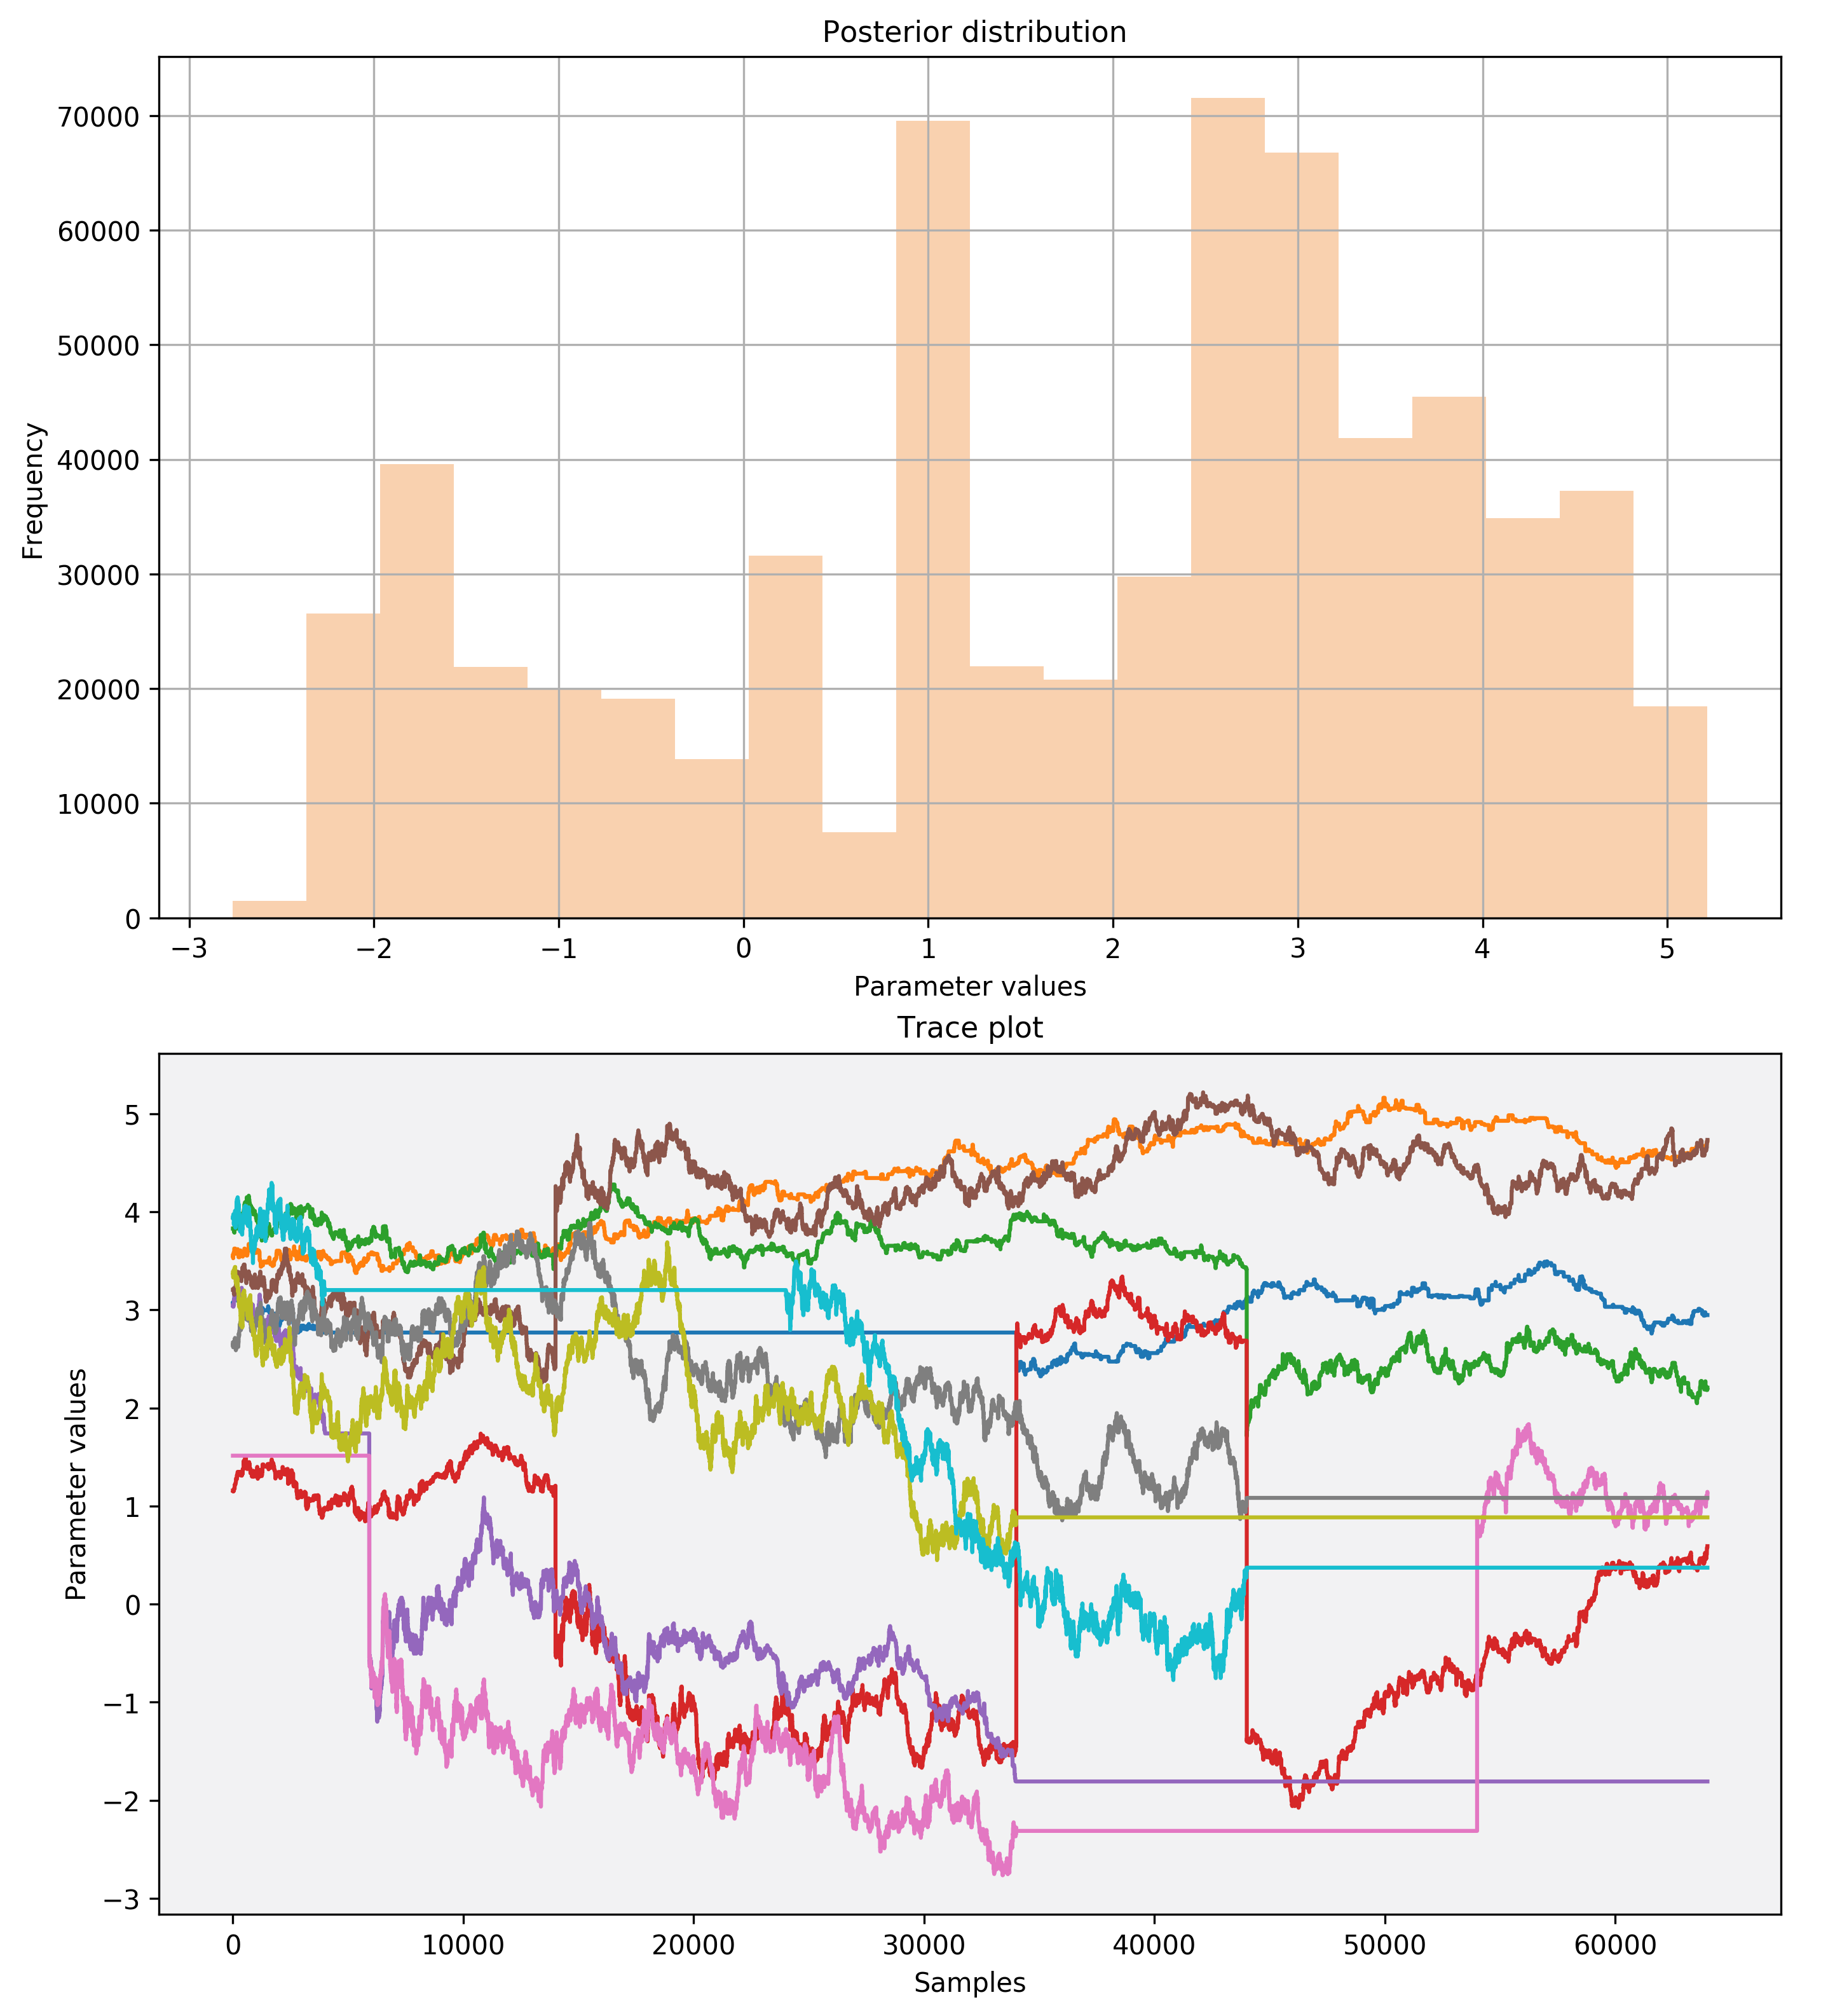 Posterior distribution
70000
60000
50000
40000
30000
20000
10000
0
Frequency
−3 −2 −1 0 1 2 3 4 5
Parameter values
Trace plot
5
4
3
2
1
0
−1
−2
−3
Parameter values
0 10000 20000 30000 40000 50000 60000
Samples